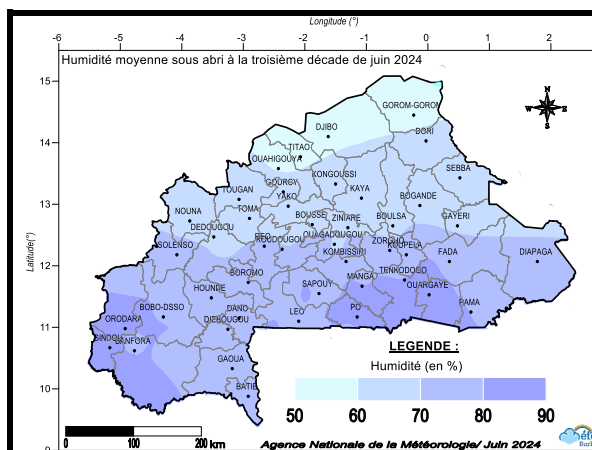 Longitude (°)
-6 -5 -4 -3 -2 -1 0 1 2
Humidité moyenne sous abri à la troisième décade de juin 2024
15
GOROM-GOROM
N
W E
S
DJIBO
DORI
14
TITAO
OUAHIGOUYA
KONGOUSSI
SEBBA
GOURCY
KAYA
TOUGAN
YAKO
BOGANDE
NOUNA
TOMA
BOUSSE
ZINIARE
BOULSA
GAYERI
13
DEDOUGOU
REO
KOUDOUGOU
OUAGADOUGOU
ZORGHO
KOUPELA
Latitude(°)
SOLENSO
KOMBISSIRI
FADA
DIAPAGA
12
BOROMO
MANGA
TENKODOGO
HOUNDE
SAPOUY
OUARGAYE
BOBO-DSSO
DANO
LEO
PO
PAMA
ORODARA
DIEBOUGOU
11
SINDOU
BANFORA
LEGENDE :
GAOUA
Humidité (en %)
BATIE
10
50 60 70 80 90
0 100 200 km
Agence Nationale de la Météorologie/ Juin 2024